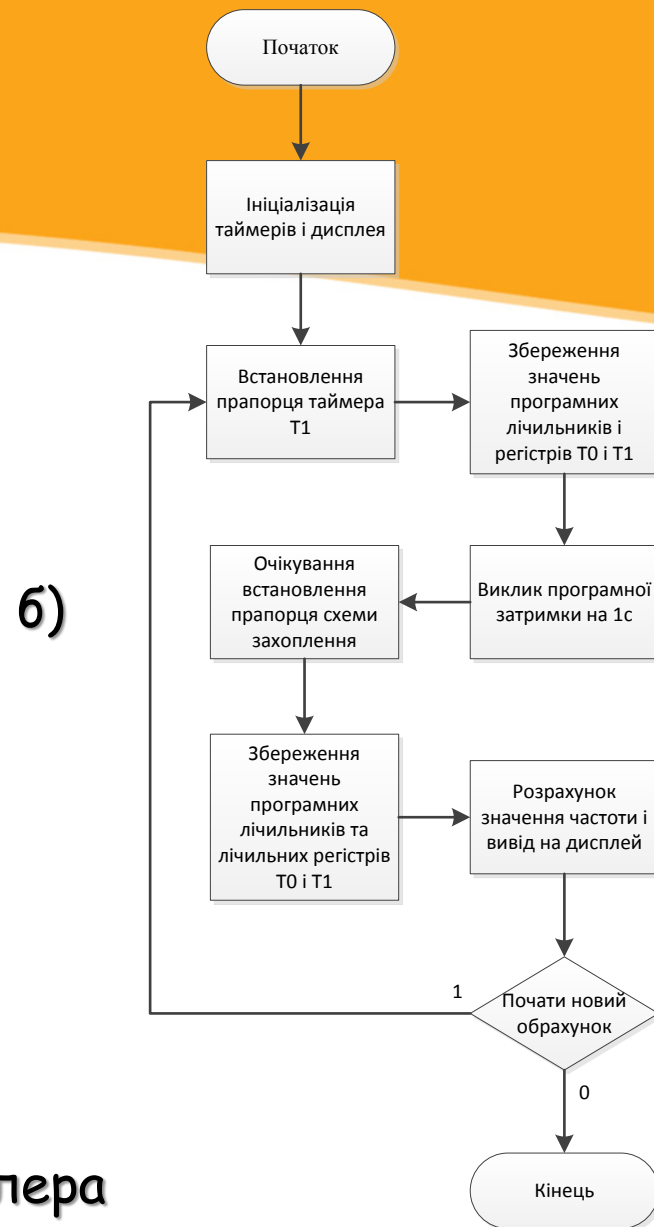 Початок
Ініціалізація
таймерів і дисплея
Встановлення
прапорця таймера
Т1
Збереження
значень
програмних
лічильників і
регістрів Т0 і Т1
Виклик програмної
затримки на 1с
Очікування
встановлення
прапорця схеми
захоплення
б)
Збереження
значень
програмних
лічильників та
лічильних регістрів
Т0 і Т1
Розрахунок
значення частоти і
вивід на дисплей
Почати новий
обрахунок
1
0
Кінець